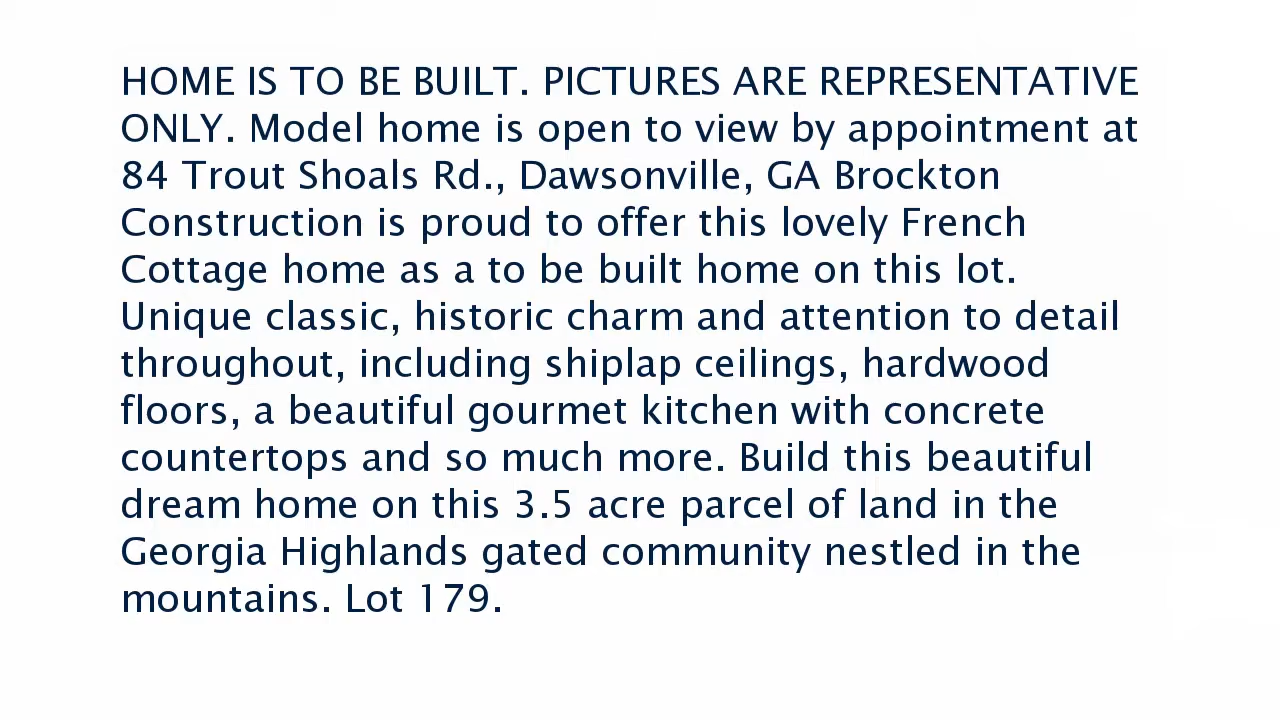 HOME IS TO BE BUILT. PICTURES ARE REPRESENTATIVE
ONLY. Model home is open to view by appointment at
84 Trout Shoals Rd., Dawsonville, GA Brockton
Construction is proud to offer this lovely French
Cottage home as a to be built home on this lot.
Unique classic, historic charm and attention to detail
throughout, including shiplap ceilings, hardwood
floors, a beautiful gourmet kitchen with concrete
countertops and so much more. Build this beautiful
dream home on this 3.5 acre parcel of land in the
Georgia Highlands gated community nestled in the
mountains. Lot 179.